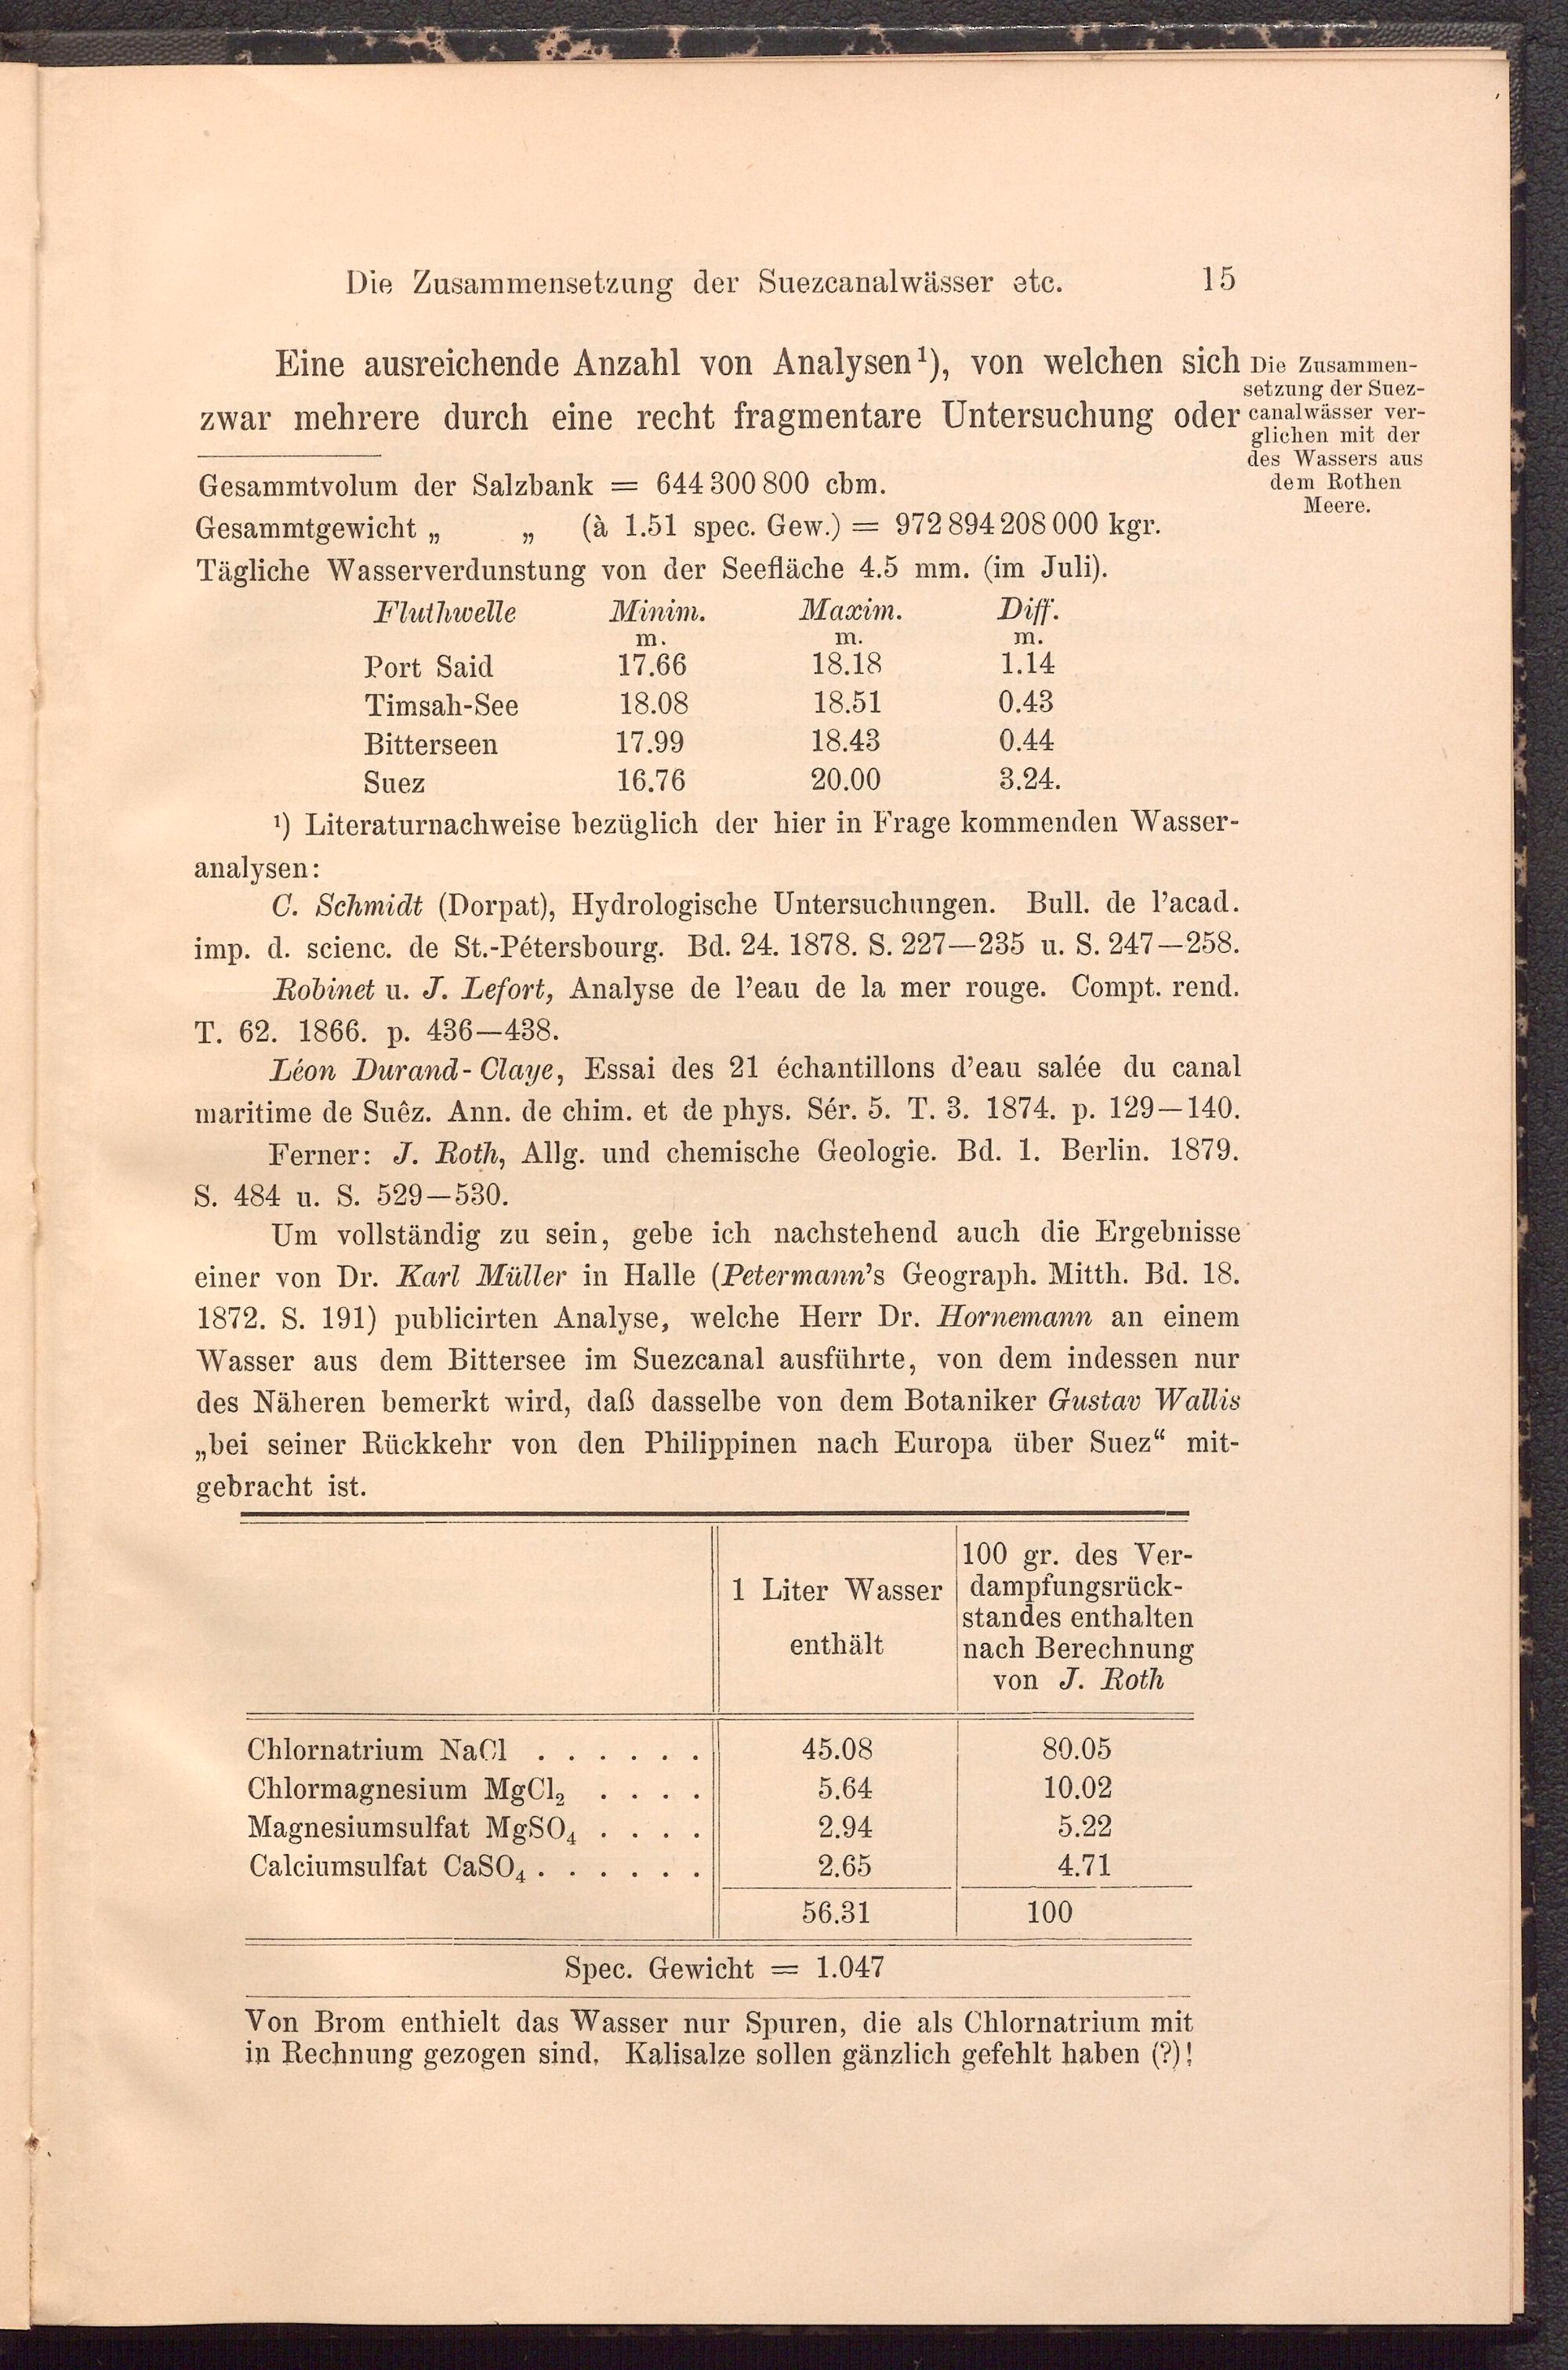 Die Zusammensetzung der Suezcanalwässer etc. 15
Eine ausreichende Anzahl von Analysen¹), von welchen sich
zwar mehrere durch eine recht fragmentare Untersuchung oder
Die Zusammen-
setzung der Suez-
canalwässer ver-
glichen mit der
des Wassers aus
dem Rothen
Meere.
Gesammtvolum der Salzbank = 644 300 800 cbm.
Gesammtgewicht „ „ (à 1.51 spec. Gew.) = 972 894 208 000 kgr.
Tägliche Wasserverdunstung von der Seefläche 4.5 mm. (im Juli).
Fluthwelle Minim. Maxim. Diff.
m. m. m.
Port Said 17.66 18.18 1.14
Timsah-See 18.08 18.51 0.43
Bitterseen 17.99 18.43 0.44
Suez 16.76 20.00 3.24.
¹) Literaturnachweise bezüglich der hier in Frage kommenden Wasser-
analysen:
C. Schmidt (Dorpat), Hydrologische Untersuchungen. Bull. de l'acad.
imp. d. scienc. de St.-Pétersbourg. Bd. 24. 1878. S. 227—235 u. S. 247—258.
Robinet u. J. Lefort, Analyse de l'eau de la mer rouge. Compt. rend.
T. 62. 1866. p. 436—438.
Léon Durand-Claye, Essai des 21 échantillons d'eau salée du canal
maritime de Suêz. Ann. de chim. et de phys. Sér. 5. T. 3. 1874. p. 129—140.
Ferner: J. Roth, Allg. und chemische Geologie. Bd. 1. Berlin. 1879.
S. 484 u. S. 529—530.
Um vollständig zu sein, gebe ich nachstehend auch die Ergebnisse
einer von Dr. Karl Müller in Halle (Petermann's Geograph. Mitth. Bd. 18.
1872. S. 191) publicirten Analyse, welche Herr Dr. Hornemann an einem
Wasser aus dem Bittersee im Suezcanal ausführte, von dem indessen nur
des Näheren bemerkt wird, daß dasselbe von dem Botaniker Gustav Wallis
„bei seiner Rückkehr von den Philippinen nach Europa über Suez“ mit-
gebracht ist.
1 Liter Wasser
enthält
100 gr. des Ver-
dampfungsrück-
standes enthalten
nach Berechnung
von J. Roth
Chlornatrium NaCl . . . . . . 45.08 80.05
Chlormagnesium MgCl₂ . . . . 5.64 10.02
Magnesiumsulfat MgSO₄ . . . . 2.94 5.22
Calciumsulfat CaSO₄ . . . . . . 2.65 4.71
56.31 100
Spec. Gewicht = 1.047
Von Brom enthielt das Wasser nur Spuren, die als Chlornatrium mit
in Rechnung gezogen sind. Kalisalze sollen gänzlich gefehlt haben (?)!